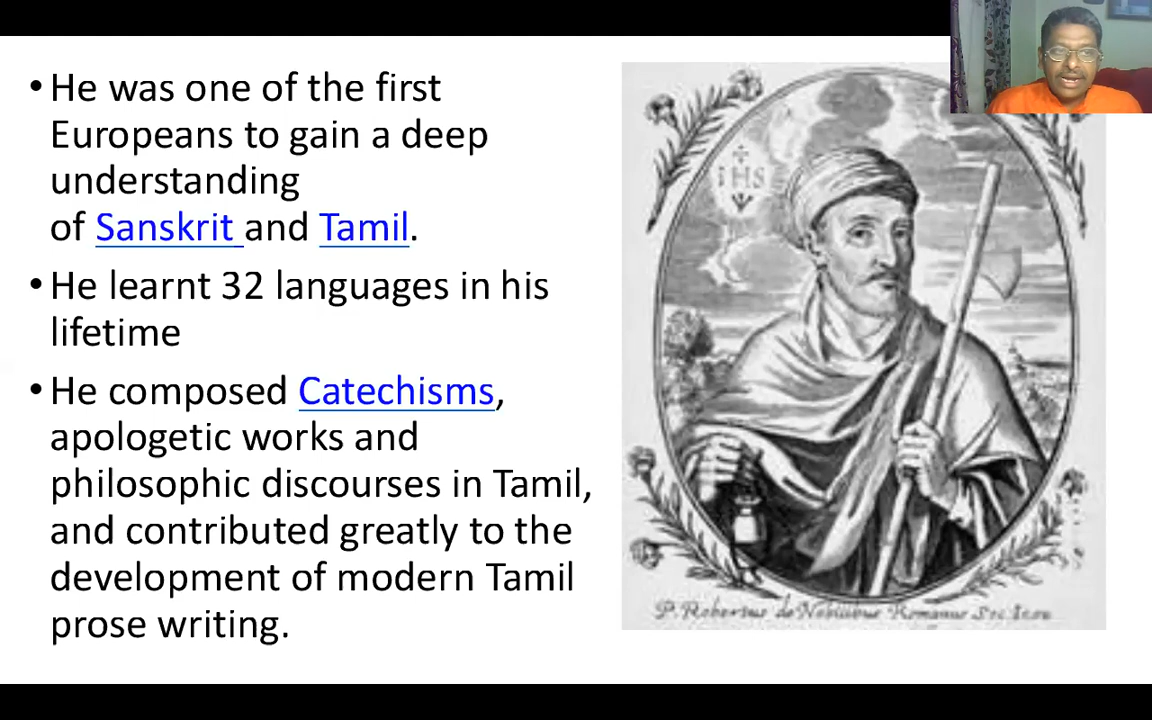 •He was one of the first
Europeans to gain a deep
understanding
of Sanskrit and Tamil.
•He learnt 32 languages in his
lifetime
•He composed Catechisms,
apologetic works and
philosophic discourses in Tamil,
and contributed greatly to the
development of modern Tamil
prose writing.
IHS
P. Robertus de Nobilibus Romanus Soc.